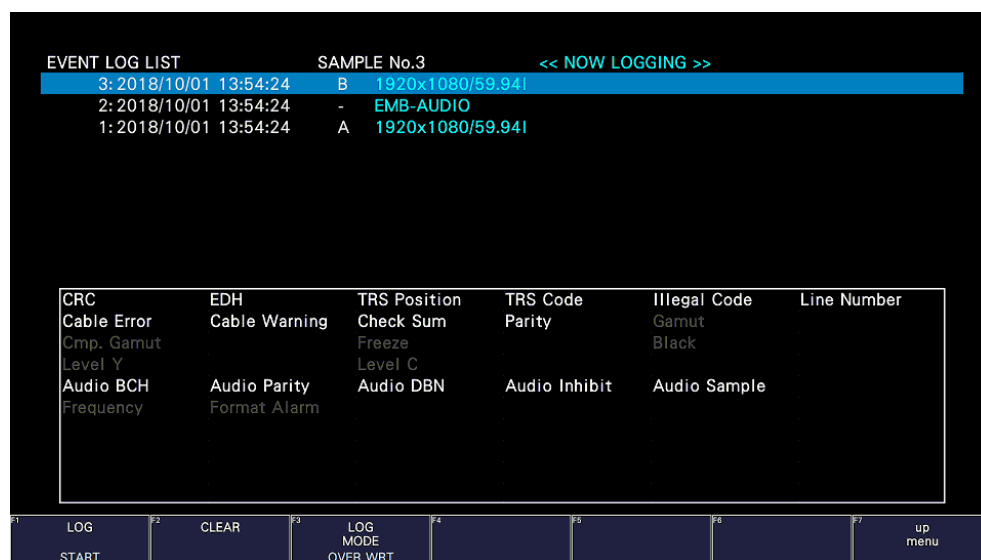 EVENT LOG LIST SAMPLE No.3 << NOW LOGGING >>
3: 2018/10/01 13:54:24 B 1920x1080/59.94I
2: 2018/10/01 13:54:24 - EMB-AUDIO
1: 2018/10/01 13:54:24 A 1920x1080/59.94I
CRC EDH TRS Position TRS Code Illegal Code Line Number
Cable Error Cable Warning Check Sum Parity Gamut
Cmp. Gamut Freeze Black
Level Y Level C
Audio BCH Audio Parity Audio DBN Audio Inhibit Audio Sample
Frequency Format Alarm
F1 LOG F2 CLEAR F3 LOG F4 F5 F6 F7 up
MODE menu
START OVER WRT